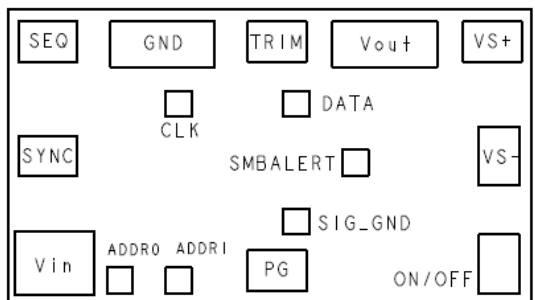 SEQ GND TRIM Vout VS+
DATA
CLK
SYNC VS-
SMBALERT
SIG_GND
ADDR0 ADDR1
Vin PG
ON/OFF